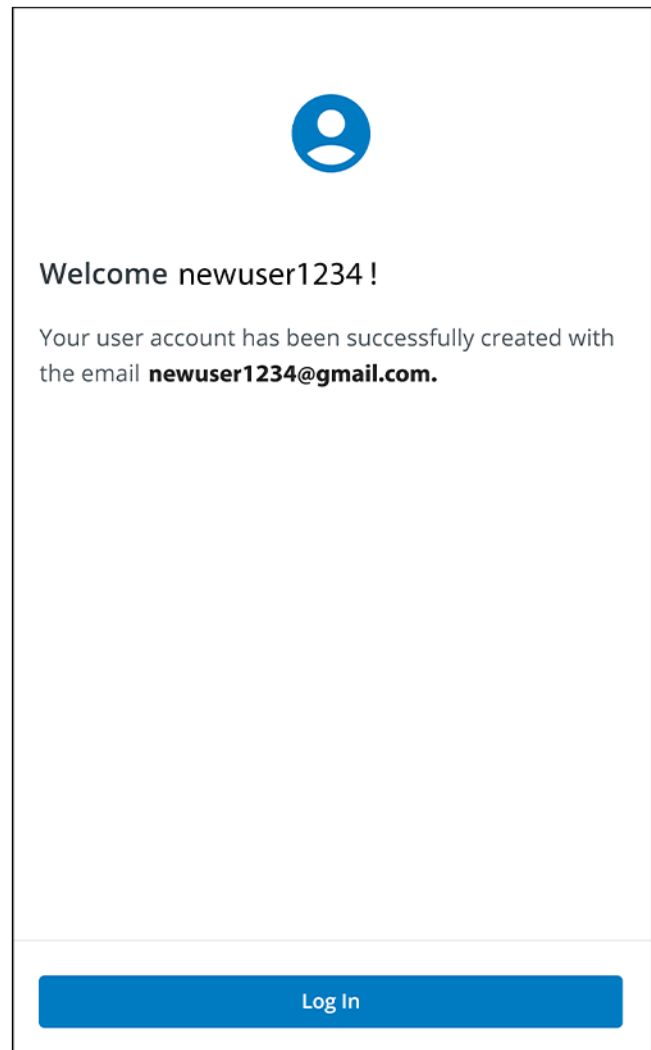 Welcome newuser1234 !
Your user account has been successfully created with
the email newuser1234@gmail.com.
Log In